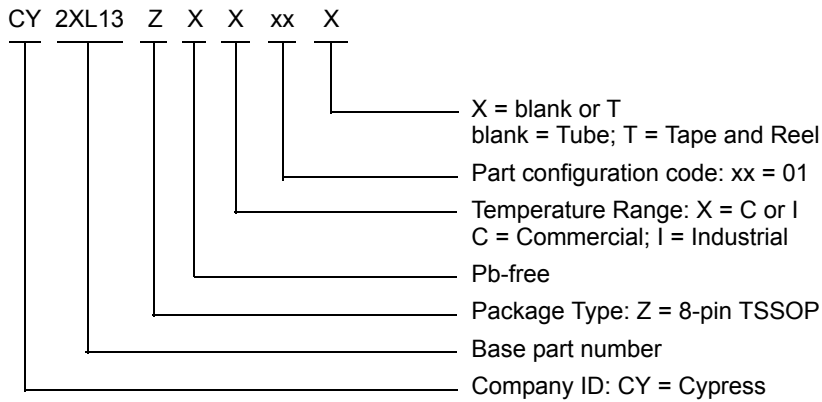 CY 2XL13 Z X X xx X
X = blank or T
blank = Tube; T = Tape and Reel
Part configuration code: xx = 01
Temperature Range: X = C or I
C = Commercial; I = Industrial
Pb-free
Package Type: Z = 8-pin TSSOP
Base part number
Company ID: CY = Cypress